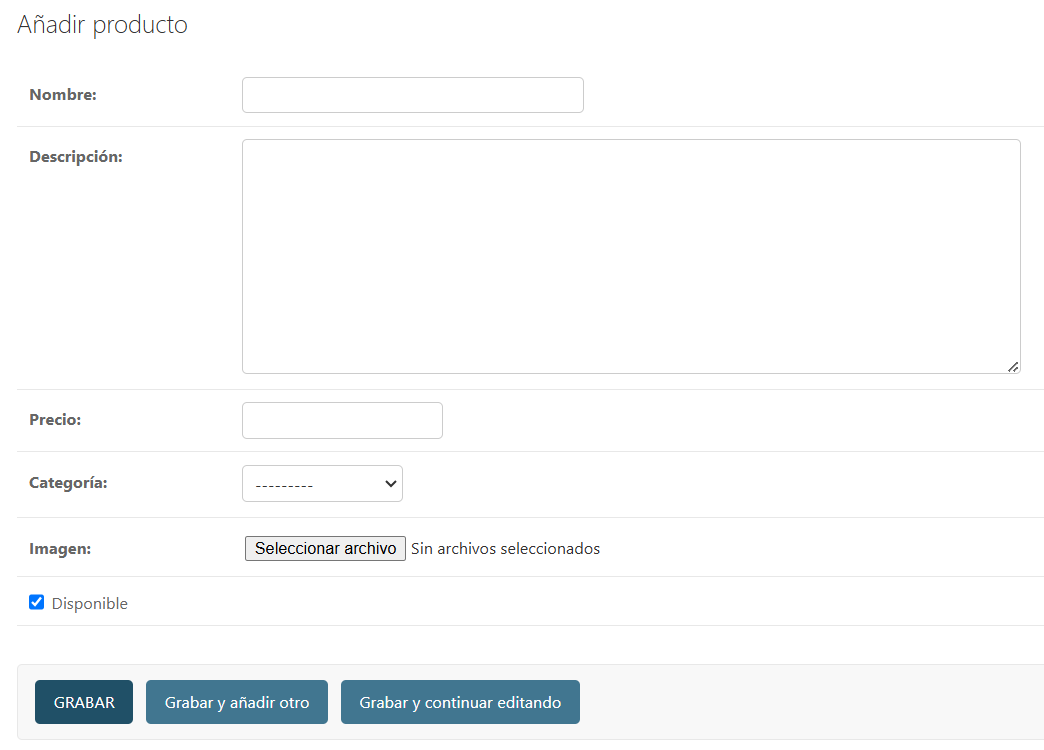 Añadir producto
Nombre:
Descripción:
Precio:
Categoría:
---------
Imagen:
Seleccionar archivo Sin archivos seleccionados
Disponible
GRABAR Grabar y añadir otro Grabar y continuar editando